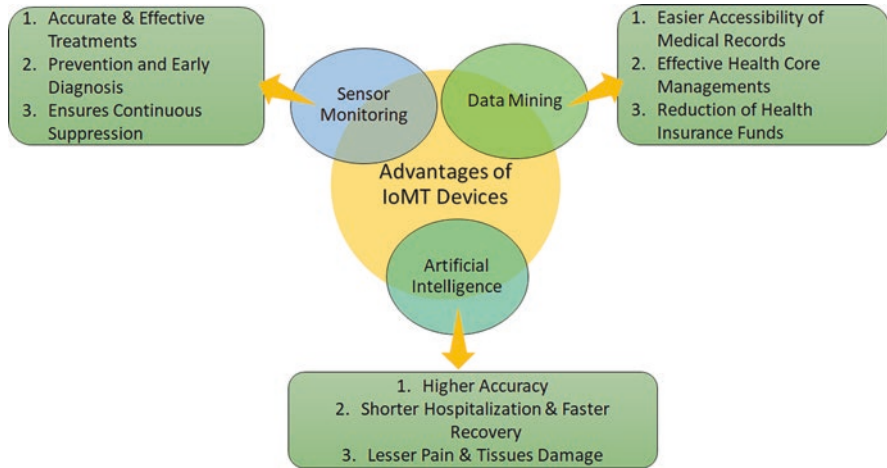 1. Accurate & Effective
Treatments
2. Prevention and Early
Diagnosis
3. Ensures Continuous
Suppression
Sensor
Monitoring
Data Mining
1. Easier Accessibility of
Medical Records
2. Effective Health Core
Managements
3. Reduction of Health
Insurance Funds
Advantages of
IoMT Devices
Artificial
Intelligence
1. Higher Accuracy
2. Shorter Hospitalization & Faster
Recovery
3. Lesser Pain & Tissues Damage